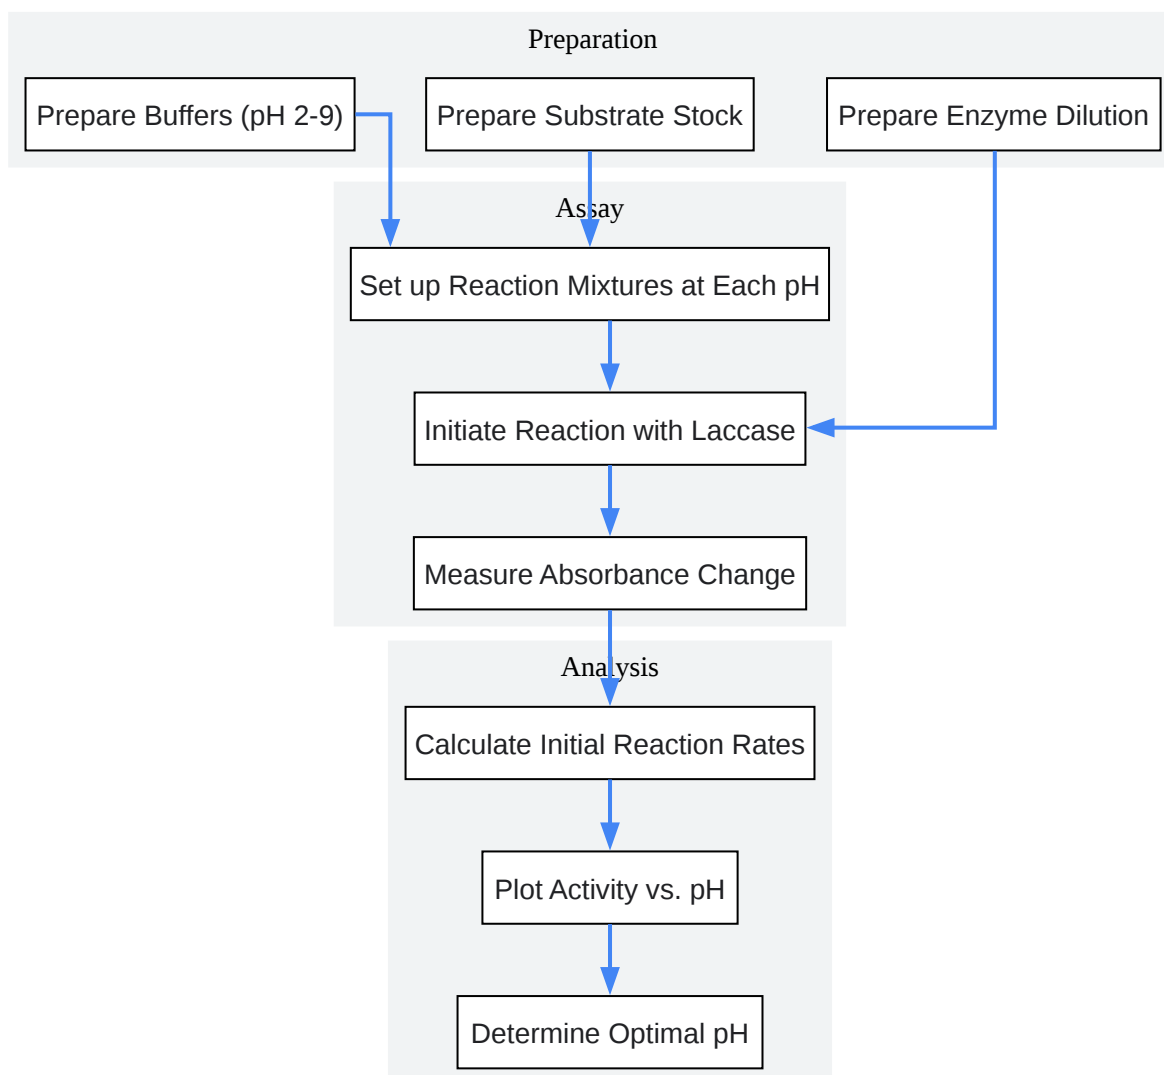 Preparation
Prepare Buffers (pH 2-9)
Prepare Substrate Stock
Prepare Enzyme Dilution
Assay
Set up Reaction Mixtures at Each pH
Initiate Reaction with Laccase
Measure Absorbance Change
Analysis
Calculate Initial Reaction Rates
Plot Activity vs. pH
Determine Optimal pH